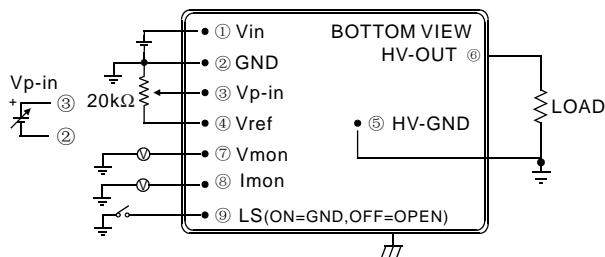 ① Vin
BOTTOM VIEW
HV-OUT ⑥
② GND
Vp-in
+
③
②
20kΩ
③ Vp-in
④ Vref
⑤ HV-GND
LOAD
V
⑦ Vmon
V
⑧ Imon
⑨ LS(ON=GND,OFF=OPEN)